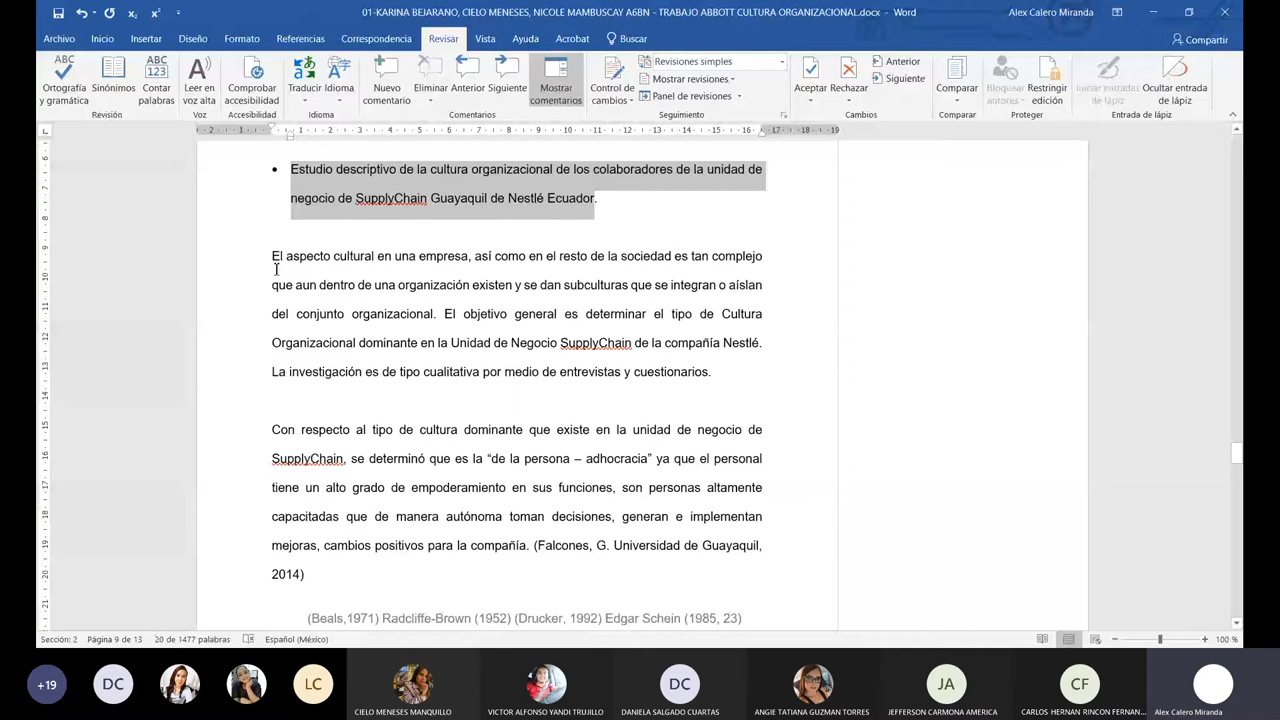 01-KARINA BEJARANO, CIELO MENESES, NICOLE MAMBUSCAY A6BN - TRABAJO ABBOTT CULTURA ORGANIZACIONAL.docx - Word
Alex Calero Miranda
Archivo Inicio Insertar Diseño Formato Referencias Correspondencia Revisar Vista Ayuda Acrobat Buscar
Compartir
Ortografía y gramática
Sinónimos
Contar palabras
Revisión
Leer en voz alta
Voz
Comprobar accesibilidad
Accesibilidad
Traducir
Idioma
Idioma
Nuevo comentario
Eliminar
Anterior
Siguiente
Mostrar comentarios
Comentarios
Control de cambios
Revisiones simples
Mostrar revisiones
Panel de revisiones
Seguimiento
Aceptar
Rechazar
Anterior
Siguiente
Cambios
Comparar
Comparar
Bloquear autores
Restringir edición
Proteger
Iniciar entradas de lápiz
Ocultar entrada de lápiz
Entrada de lápiz
• Estudio descriptivo de la cultura organizacional de los colaboradores de la unidad de
negocio de SupplyChain Guayaquil de Nestlé Ecuador.
El aspecto cultural en una empresa, así como en el resto de la sociedad es tan complejo
que aun dentro de una organización existen y se dan subculturas que se integran o aíslan
del conjunto organizacional. El objetivo general es determinar el tipo de Cultura
Organizacional dominante en la Unidad de Negocio SupplyChain de la compañía Nestlé.
La investigación es de tipo cualitativa por medio de entrevistas y cuestionarios.
Con respecto al tipo de cultura dominante que existe en la unidad de negocio de
SupplyChain, se determinó que es la “de la persona – adhocracia” ya que el personal
tiene un alto grado de empoderamiento en sus funciones, son personas altamente
capacitadas que de manera autónoma toman decisiones, generan e implementan
mejoras, cambios positivos para la compañía. (Falcones, G. Universidad de Guayaquil,
2014)
(Beals,1971) Radcliffe-Brown (1952) (Drucker, 1992) Edgar Schein (1985, 23)
Sección: 2 Página 9 de 13 20 de 1477 palabras Español (México) 100 %
+19 DC LC DC JA CF
CIELO MENESES MANQUILLO VICTOR ALFONSO YANDI TRUJILLO DANIELA SALGADO CUARTAS ANGIE TATIANA GUZMAN TORRES JEFFERSON CARMONA AMERICA CARLOS HERNAN RINCON FERNAN... Alex Calero Miranda